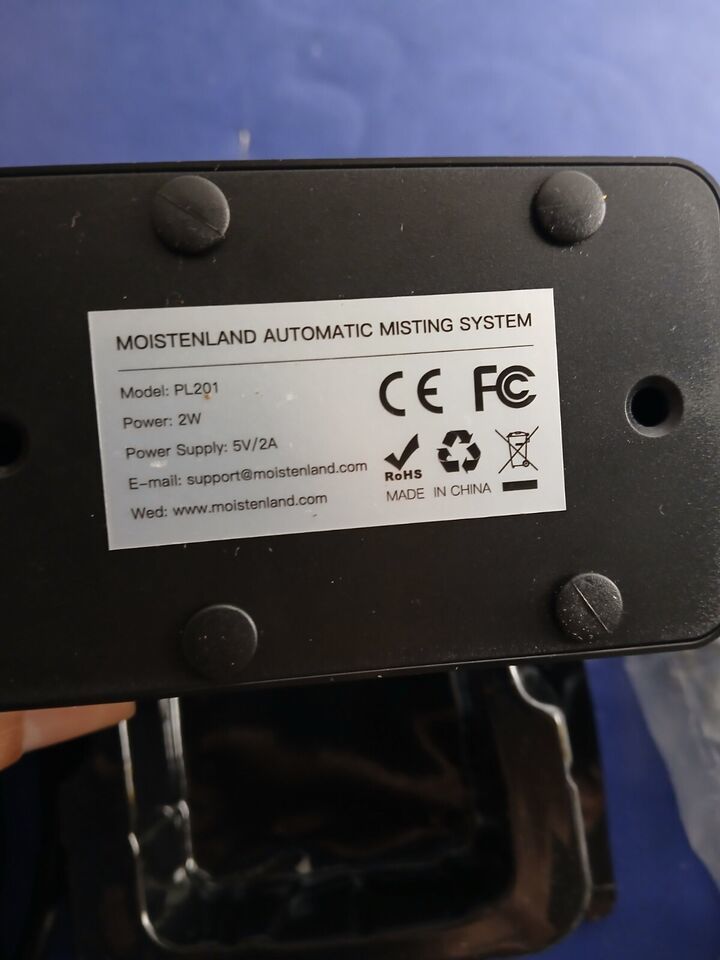 MOISTENLAND AUTOMATIC MISTING SYSTEM
Model: PL201
Power: 2W
Power Supply: 5V/2A
E-mail: support@moistenland.com
Wed: www.moistenland.com
CE FC
RoHS
MADE IN CHINA